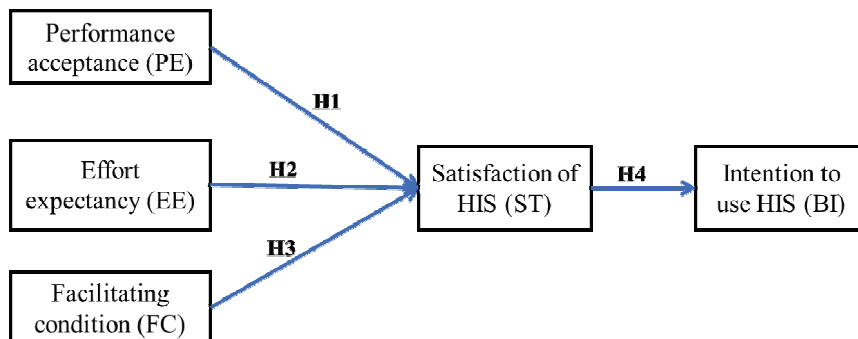 Performance
acceptance (PE)
H1
Effort
expectancy (EE)
H2
Satisfaction of
HIS (ST)
H4
Intention to
use HIS (BI)
H3
Facilitating
condition (FC)